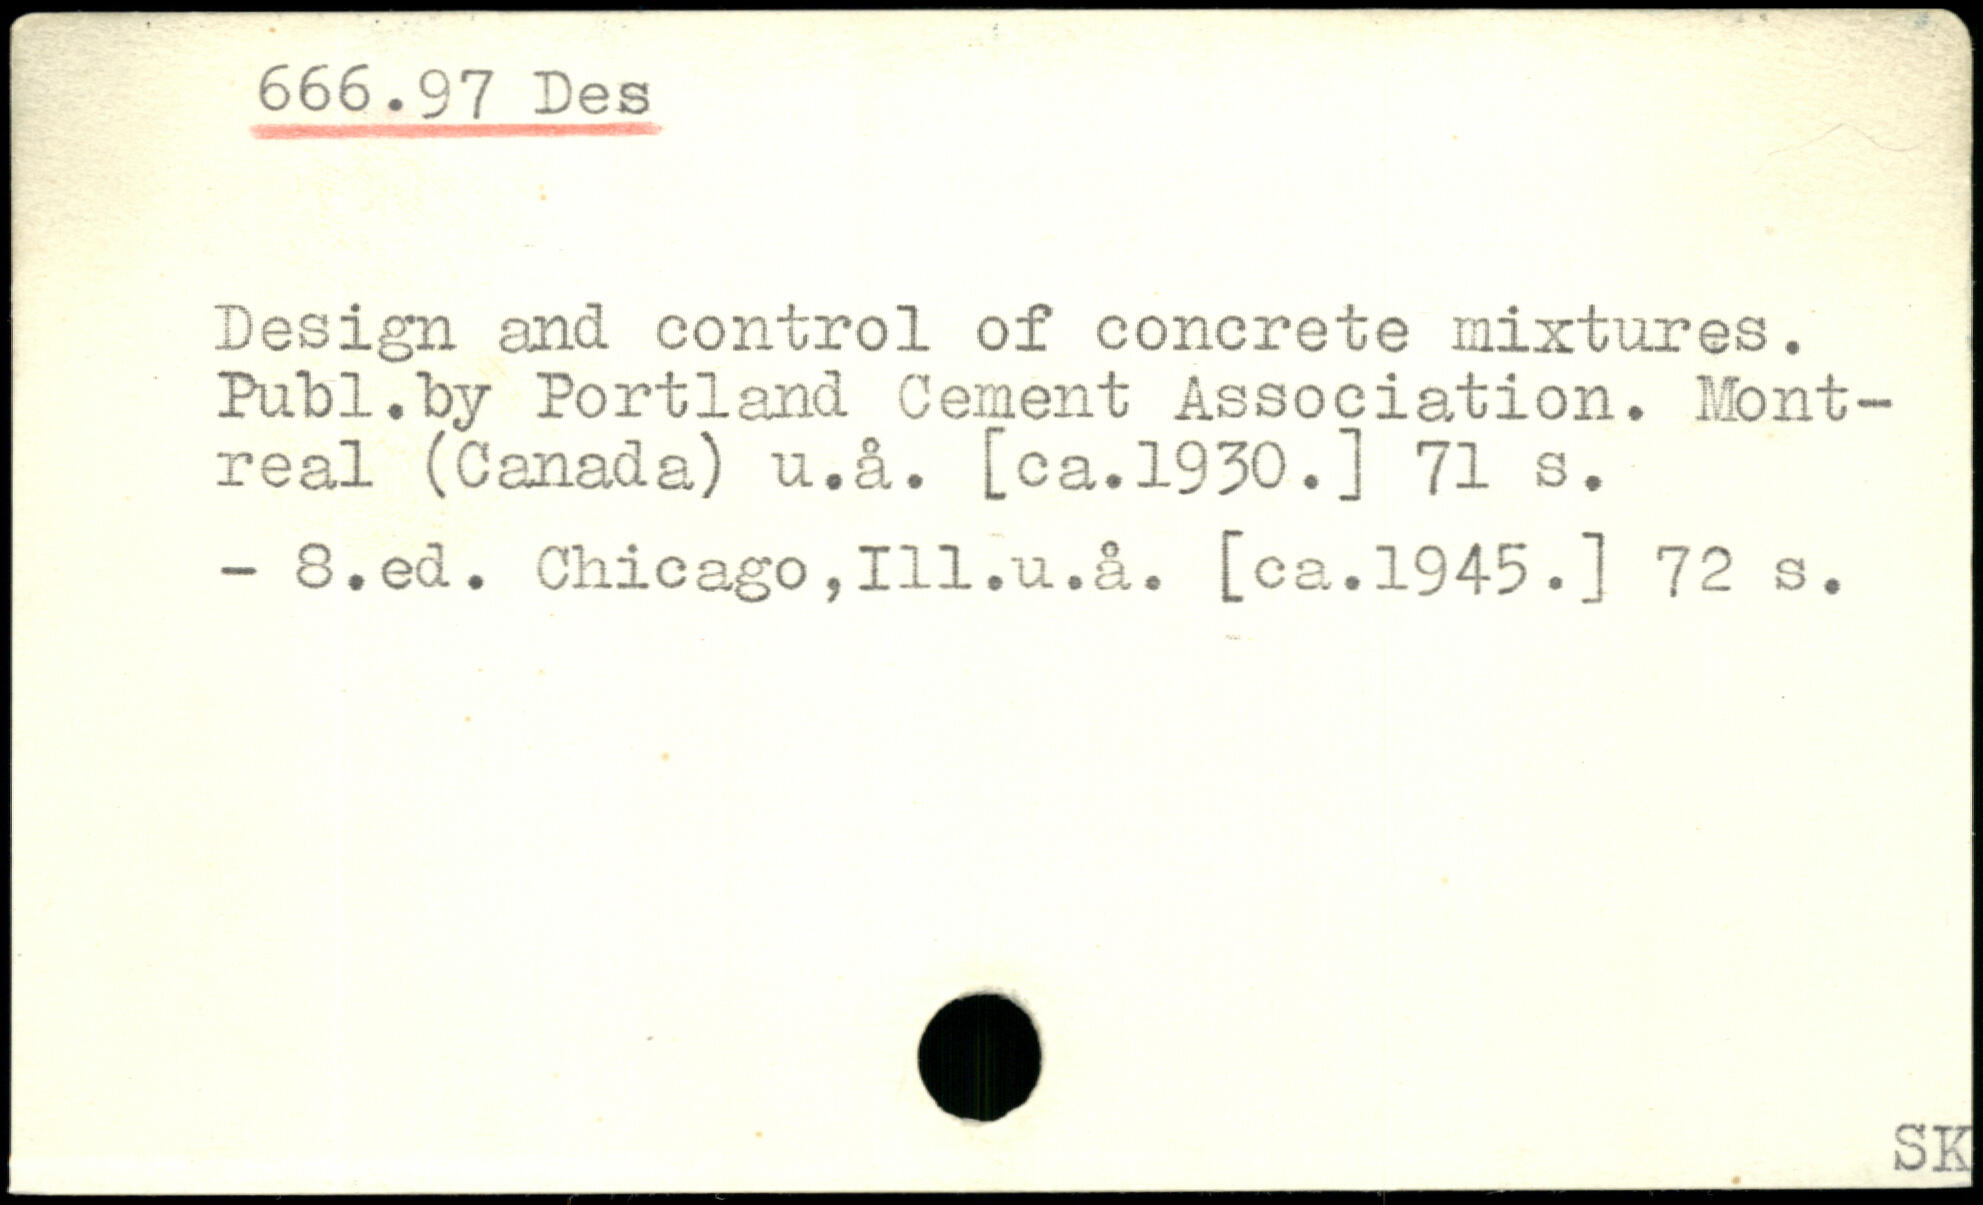 666.97 Des
Design and control of concrete mixtures.
Publ.by Portland Cement Association. Mont-
real (Canada) u.å. [ca.1930.] 71 s.
- 8.ed. Chicago,Ill.u.å. [ca.1945.] 72 s.
SK